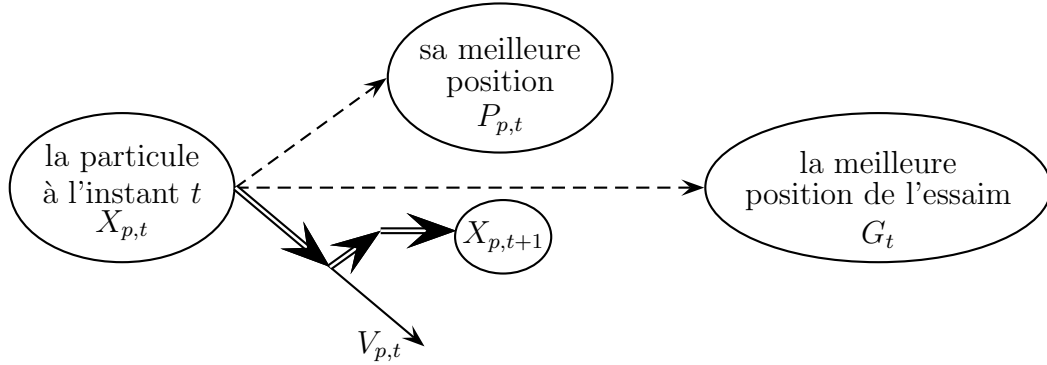 sa meilleure
position
$P_{p,t}$
la particule
à l'instant $t$
$X_{p,t}$
la meilleure
position de l'essaim
$G_t$
$X_{p,t+1}$
$V_{p,t}$